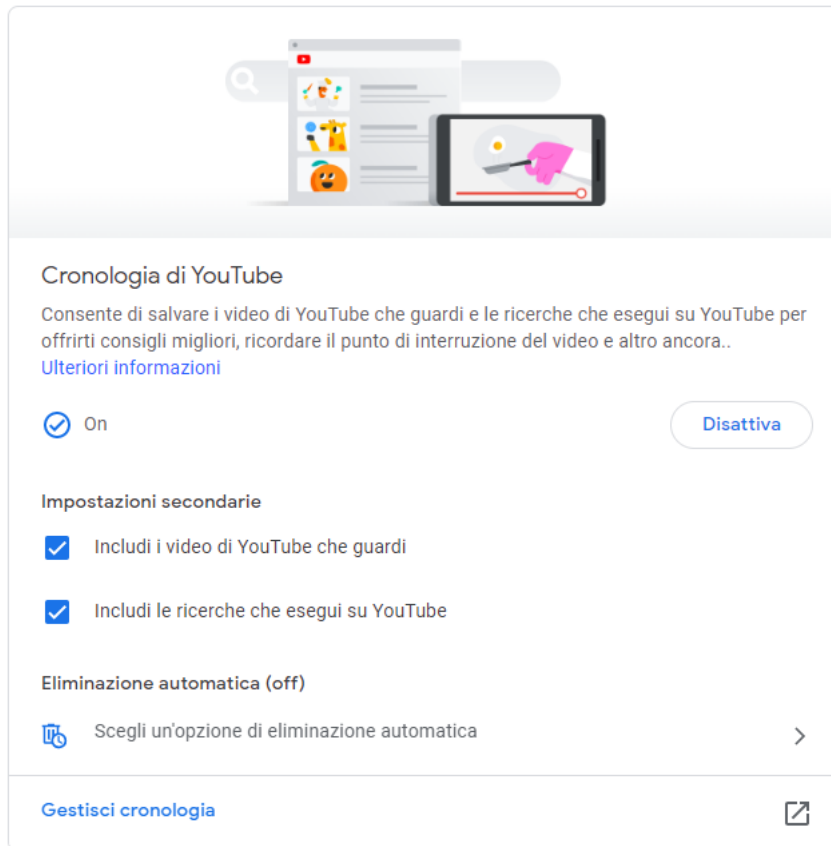 Cronologia di YouTube
Consente di salvare i video di YouTube che guardi e le ricerche che esegui su YouTube per
offrirti consigli migliori, ricordare il punto di interruzione del video e altro ancora..
Ulteriori informazioni
On
Disattiva
Impostazioni secondarie
Includi i video di YouTube che guardi
Includi le ricerche che esegui su YouTube
Eliminazione automatica (off)
Scegli un'opzione di eliminazione automatica
Gestisci cronologia